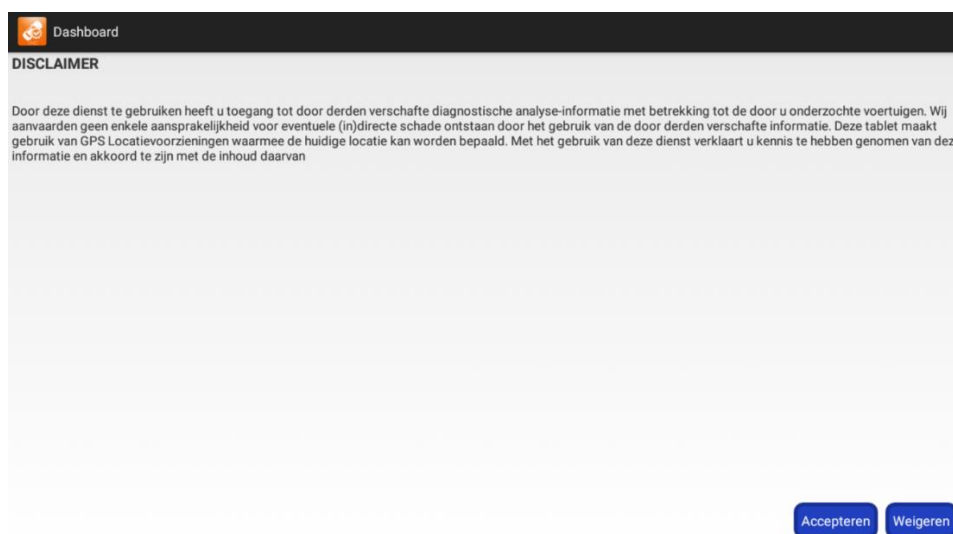 Dashboard
DISCLAIMER
Door deze dienst te gebruiken heeft u toegang tot door derden verschafte diagnostische analyse-informatie met betrekking tot de door u onderzochte voertuigen. Wij
aanvaarden geen enkele aansprakelijkheid voor eventuele (in)directe schade ontstaan door het gebruik van de door derden verschafte informatie. Deze tablet maakt
gebruik van GPS Locatievoorzieningen waarmee de huidige locatie kan worden bepaald. Met het gebruik van deze dienst verklaart u kennis te hebben genomen van dez
informatie en akkoord te zijn met de inhoud daarvan
Accepteren Weigeren